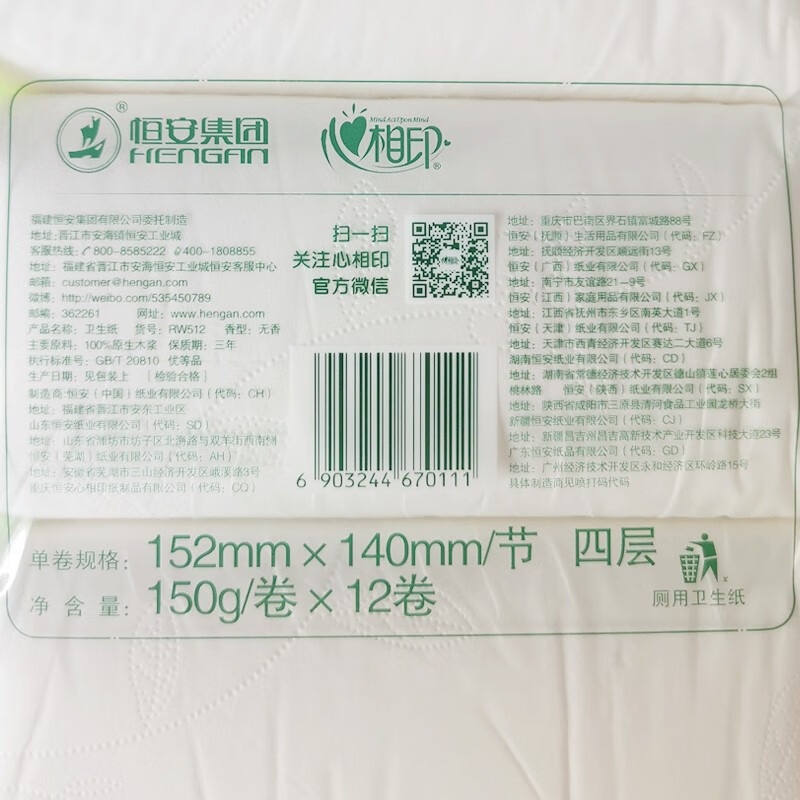 恒安集团
HENGAN
Mind Act Upon Mind
心相印
福建恒安集团有限公司委托制造
地址:晋江市安海镇恒安工业城
客服热线:800-8585222 400-1808855
地址:福建省晋江市安海恒安工业城恒安客服中心
邮箱:customer@hengan.com
微博:http://weibo.com/535450789
邮编:362261 网址:www.hengan.com
产品名称:卫生纸 货号:RW512 香型:无香
主要原料:100%原生木浆 保质期:三年
执行标准号:GB/T 20810 优等品
生产日期:见包装上 [检验合格]
制造商:恒安(中国)纸业有限公司(代码:CH)
地址:福建省晋江市安东工业区
山东恒安纸业有限公司(代码:SD)
地址:山东省潍坊市坊子区北海路与双羊街西南侧
恒安(芜湖)纸业有限公司(代码:AH)
地址:安徽省芜湖市三山经济开发区峨溪路3号
重庆恒安心相印纸制品有限公司(代码:CQ)
扫一扫
关注心相印
官方微信
6 903244 670111
地址:重庆市巴南区界石镇富城路88号
恒安(抚顺)生活用品有限公司(代码:FZ)
地址:抚顺经济开发区顺远街13号
恒安(广西)纸业有限公司(代码:GX)
地址:南宁市友谊路21-9号
恒安(江西)家庭用品有限公司(代码:JX)
地址:江西省抚州市东乡区南英大道1号
恒安(天津)纸业有限公司(代码:TJ)
地址:天津市西青经济开发区赛达二大道6号
湖南恒安纸业有限公司(代码:CD)
地址:湖南省常德经济技术开发区德山镇莲心居委会2组
桃林路 恒安(陕西)纸业有限公司(代码:SX)
地址:陕西省咸阳市三原县清河食品工业园龙桥大街
新疆恒安纸业有限公司(代码:CJ)
地址:新疆昌吉州昌吉高新技术产业开发区科技大道23号
广东恒安纸品有限公司(代码:GD)
地址:广州经济技术开发区永和经济区环岭路15号
具体制造商见喷打码代码
单卷规格:152mm×140mm/节 四层
净含量:150g/卷×12卷
厕用卫生纸